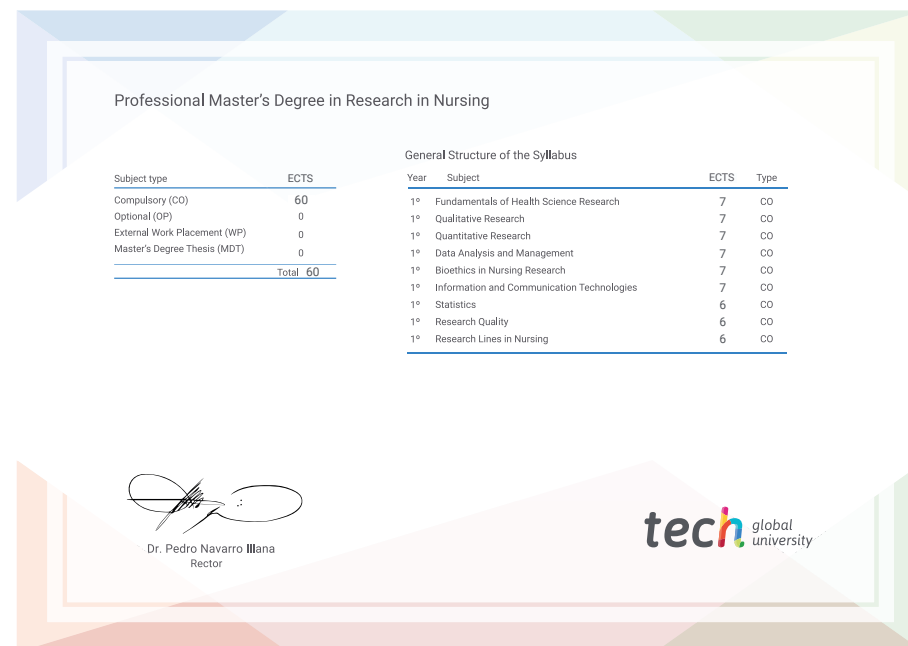 Professional Master's Degree in Research in Nursing
Subject type ECTS
Compulsory (CO) 60
Optional (OP) 0
External Work Placement (WP) 0
Master's Degree Thesis (MDT) 0
Total 60
General Structure of the Syllabus
Year Subject ECTS Type
1º Fundamentals of Health Science Research 7 CO
1º Qualitative Research 7 CO
1º Quantitative Research 7 CO
1º Data Analysis and Management 7 CO
1º Bioethics in Nursing Research 7 CO
1º Information and Communication Technologies 7 CO
1º Statistics 6 CO
1º Research Quality 6 CO
1º Research Lines in Nursing 6 CO
Dr. Pedro Navarro Illana
Rector
tech global
university